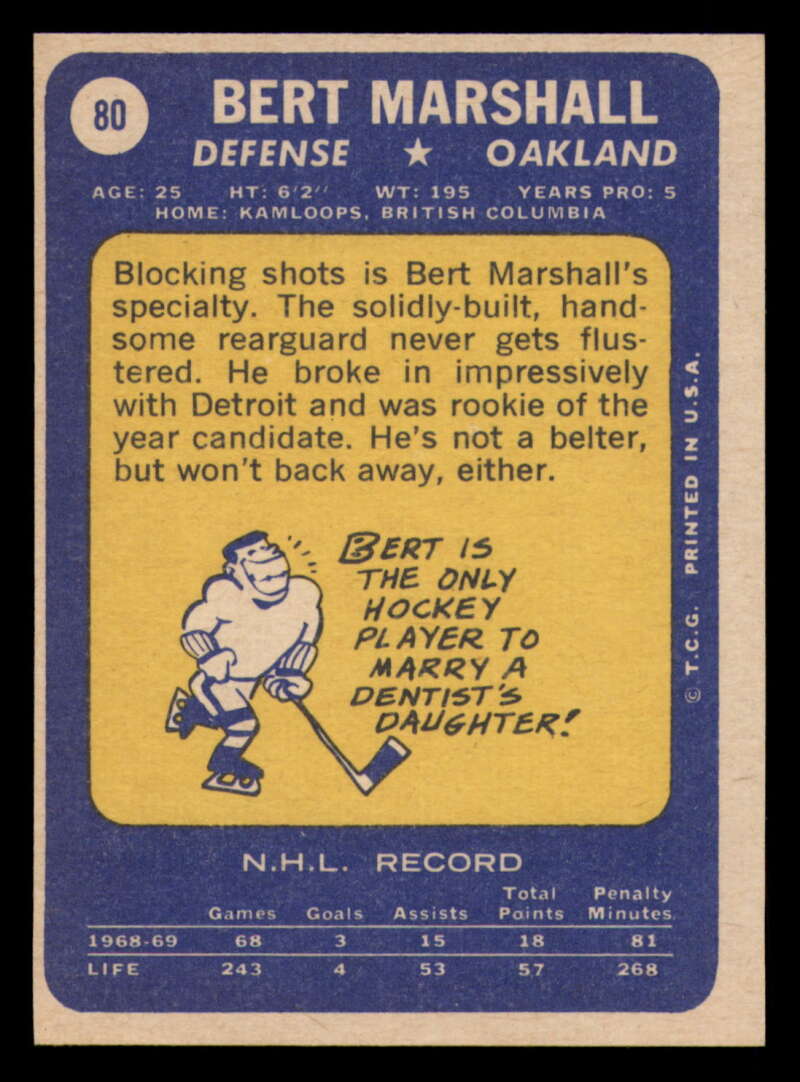 80
BERT MARSHALL
DEFENSE ★ OAKLAND
AGE: 25 HT: 6'2" WT: 195 YEARS PRO: 5
HOME: KAMLOOPS, BRITISH COLUMBIA
Blocking shots is Bert Marshall's
specialty. The solidly-built, hand-
some rearguard never gets flus-
tered. He broke in impressively
with Detroit and was rookie of the
year candidate. He's not a belter,
but won't back away, either.
BERT IS
THE ONLY
HOCKEY
PLAYER TO
MARRY A
DENTIST'S
DAUGHTER!
© T.C.G. PRINTED IN U.S.A.
N.H.L. RECORD
Total Penalty
Games Goals Assists Points Minutes
1968-69 68 3 15 18 81
LIFE 243 4 53 57 268